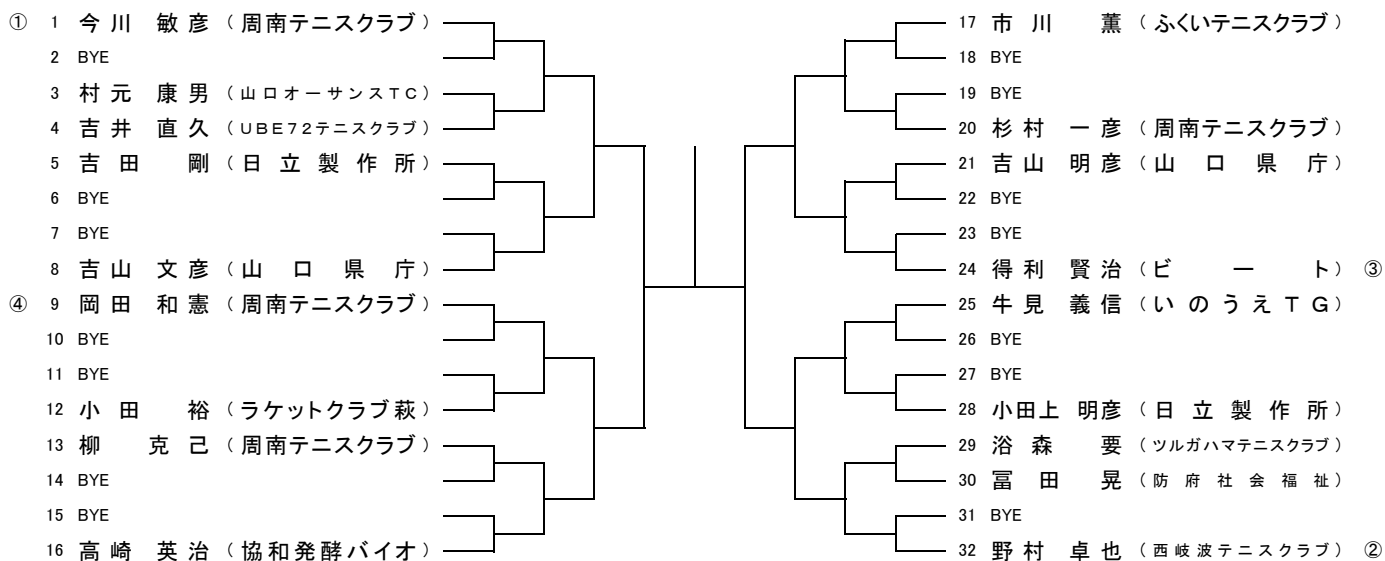 ① 1 今川 敏彦（周南テニスクラブ）
2 BYE
3 村元 康男（山口オーサンスTC）
4 吉井 直久（UBE72テニスクラブ）
5 吉田 剛（日立製作所）
6 BYE
7 BYE
8 吉山 文彦（山口県庁）
④ 9 岡田 和憲（周南テニスクラブ）
10 BYE
11 BYE
12 小田 裕（ラケットクラブ萩）
13 柳 克己（周南テニスクラブ）
14 BYE
15 BYE
16 高崎 英治（協和発酵バイオ）
17 市川 薫（ふくいテニスクラブ）
18 BYE
19 BYE
20 杉村 一彦（周南テニスクラブ）
21 吉山 明彦（山口県庁）
22 BYE
23 BYE
24 得利 賢治（ビート）③
25 牛見 義信（いのうえTG）
26 BYE
27 BYE
28 小田上 明彦（日立製作所）
29 浴森 要（ツルガハマテニスクラブ）
30 冨田 晃（防府社会福祉）
31 BYE
32 野村 卓也（西岐波テニスクラブ）②